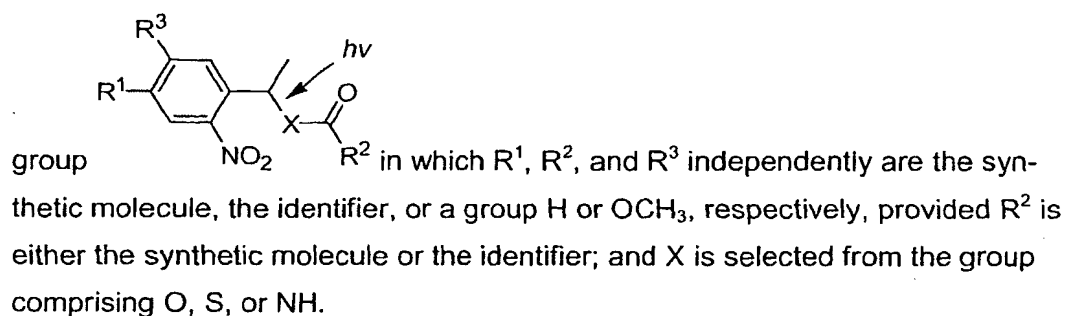 R³
hν
R¹
O
X
NO₂
R²
group in which R¹, R², and R³ independently are the syn-
thetic molecule, the identifier, or a group H or OCH₃, respectively, provided R² is
either the synthetic molecule or the identifier; and X is selected from the group
comprising O, S, or NH.